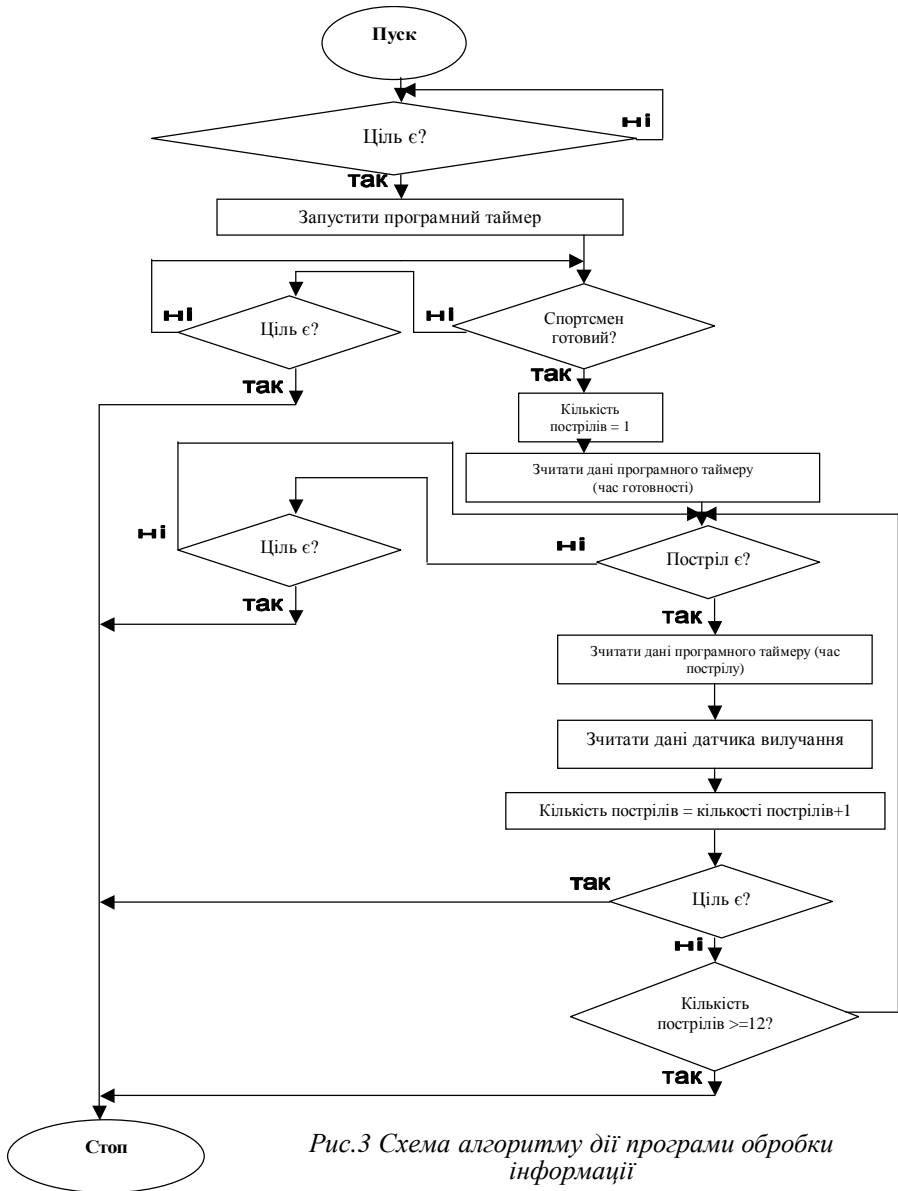 Пуск
ні
Ціль є?
так
Запустити програмний таймер
ні
Ціль є?
ні
Спортсмен
готовий?
так
так
Кількість
пострілів = 1
Зчитати дані програмного таймеру
(час готовності)
ні
Ціль є?
ні
Постріл є?
так
так
Зчитати дані програмного таймеру (час
пострілу)
Зчитати дані датчика вилучання
Кількість пострілів = кількості пострілів+1
так
Ціль є?
ні
Кількість
пострілів >=12?
так
Стоп
Рис.3 Схема алгоритму дії програми обробки
інформації